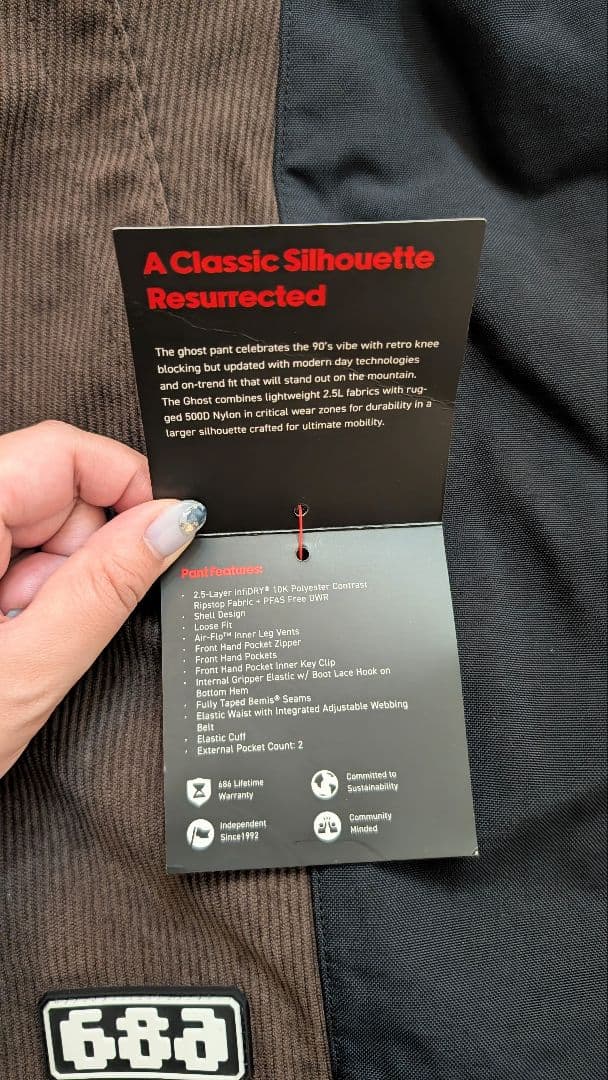 A Classic Silhouette
Resurrected
The ghost pant celebrates the 90's vibe with retro knee
blocking but updated with modern day technologies
and on-trend fit that will stand out on the mountain.
The Ghost combines lightweight 2.5L fabrics with rug-
ged 500D Nylon in critical wear zones for durability in a
larger silhouette crafted for ultimate mobility.
Pant Features:
· 2.5-Layer infiDRY® 10K Polyester Contrast
Ripstop Fabric + PFAS Free DWR
· Shell Design
· Loose Fit
· Air-Flo™ Inner Leg Vents
· Front Hand Pocket Zipper
· Front Hand Pockets
· Front Hand Pocket Inner Key Clip
· Internal Gripper Elastic w/ Boot Lace Hook on
Bottom Hem
· Fully Taped Bemis® Seams
· Elastic Waist with Integrated Adjustable Webbing
Belt
· Elastic Cuff
· External Pocket Count: 2
686 Lifetime
Warranty
Committed to
Sustainability
Independent
Since1992
Community
Minded
686